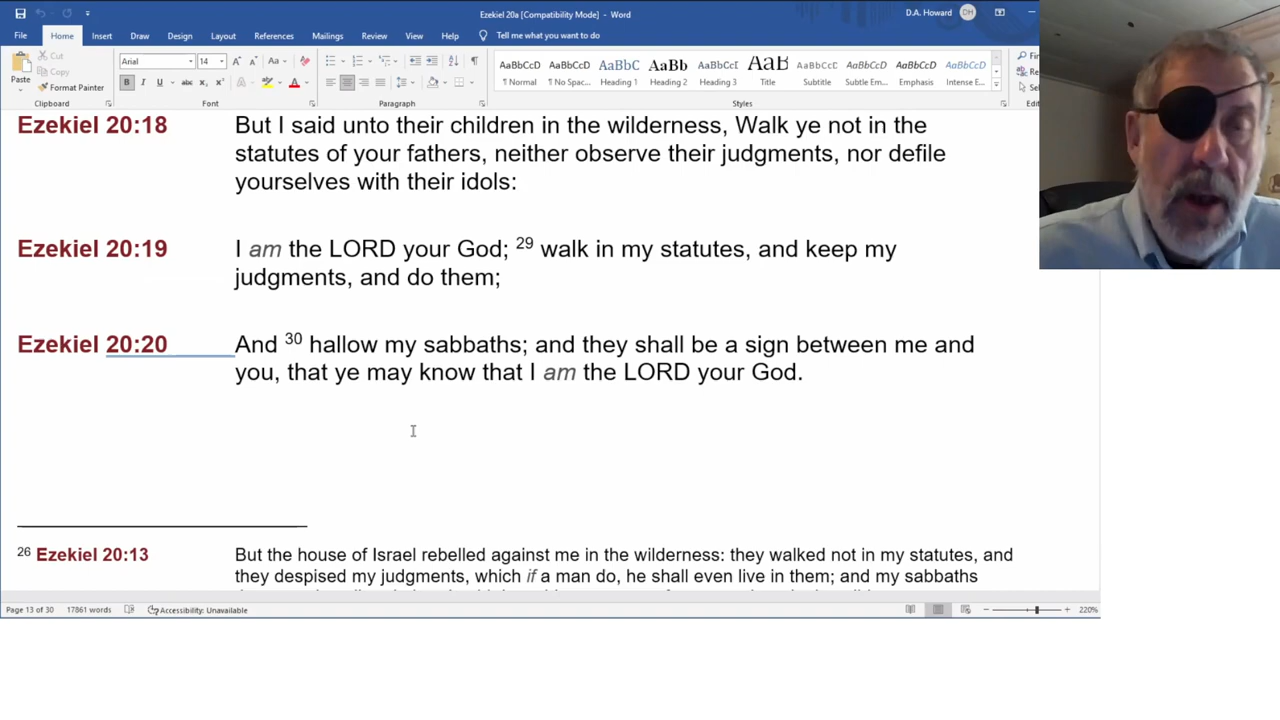 Ezekiel 20a [Compatibility Mode] - Word
D.A. Howard DH
File Home Insert Draw Design Layout References Mailings Review View Help Tell me what you want to do
Paste
Cut
Copy
Format Painter
Clipboard
Arial 14
B I U abc x₂ x²
Font
Paragraph
AaBbCcD AaBbCcD AaBbC AaBb AaBbCcI AaB AaBbCcD AaBbCcD AaBbCcD AaBbCcD
¶ Normal ¶ No Spac... Heading 1 Heading 2 Heading 3 Title Subtitle Subtle Em... Emphasis Intense E...
Styles
Ezekiel 20:18 But I said unto their children in the wilderness, Walk ye not in the
statutes of your fathers, neither observe their judgments, nor defile
yourselves with their idols:
Ezekiel 20:19 I am the LORD your God; 29 walk in my statutes, and keep my
judgments, and do them;
Ezekiel 20:20 And 30 hallow my sabbaths; and they shall be a sign between me and
you, that ye may know that I am the LORD your God.
26 Ezekiel 20:13 But the house of Israel rebelled against me in the wilderness: they walked not in my statutes, and
they despised my judgments, which if a man do, he shall even live in them; and my sabbaths
Page 13 of 30 17861 words Accessibility: Unavailable 220%